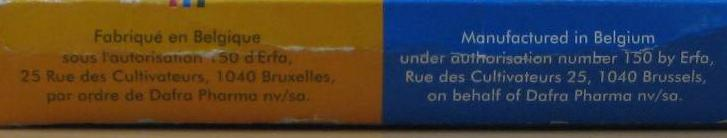 Fabriqué en Belgique
sous l'autorisation 150 d'Erfa,
25 Rue des Cultivateurs, 1040 Bruxelles,
par ordre de Dafra Pharma nv/sa.
Manufactured in Belgium
under authorisation number 150 by Erfa,
Rue des Cultivateurs 25, 1040 Brussels,
on behalf of Dafra Pharma nv/sa.